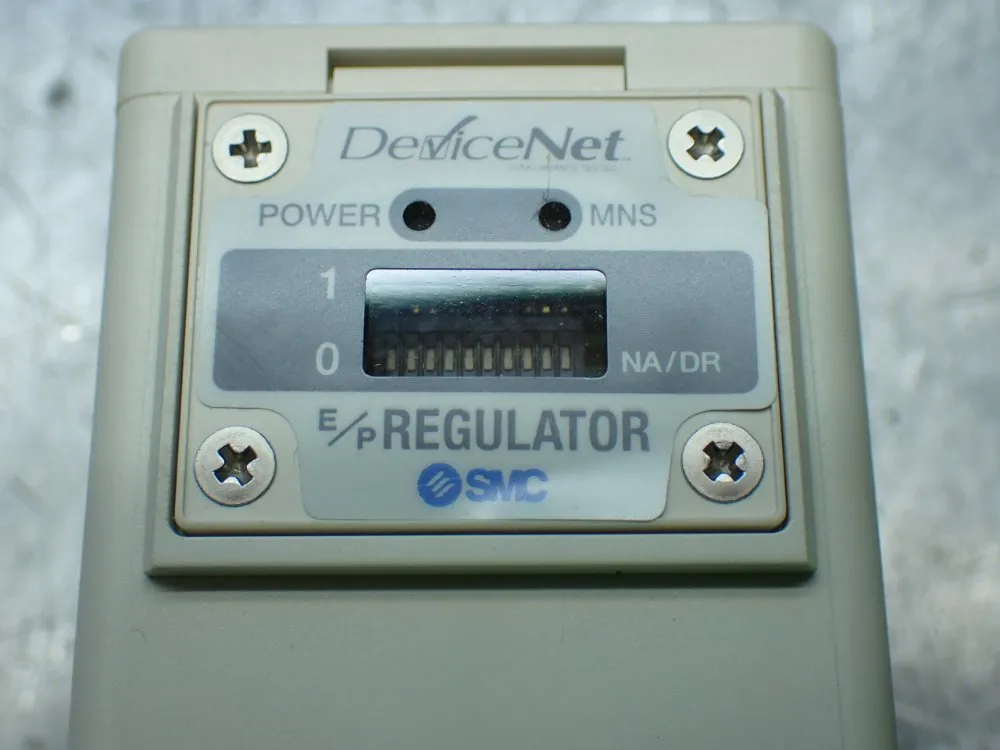 DeviceNet
POWER MNS
1
0 NA/DR
E/P REGULATOR
SMC